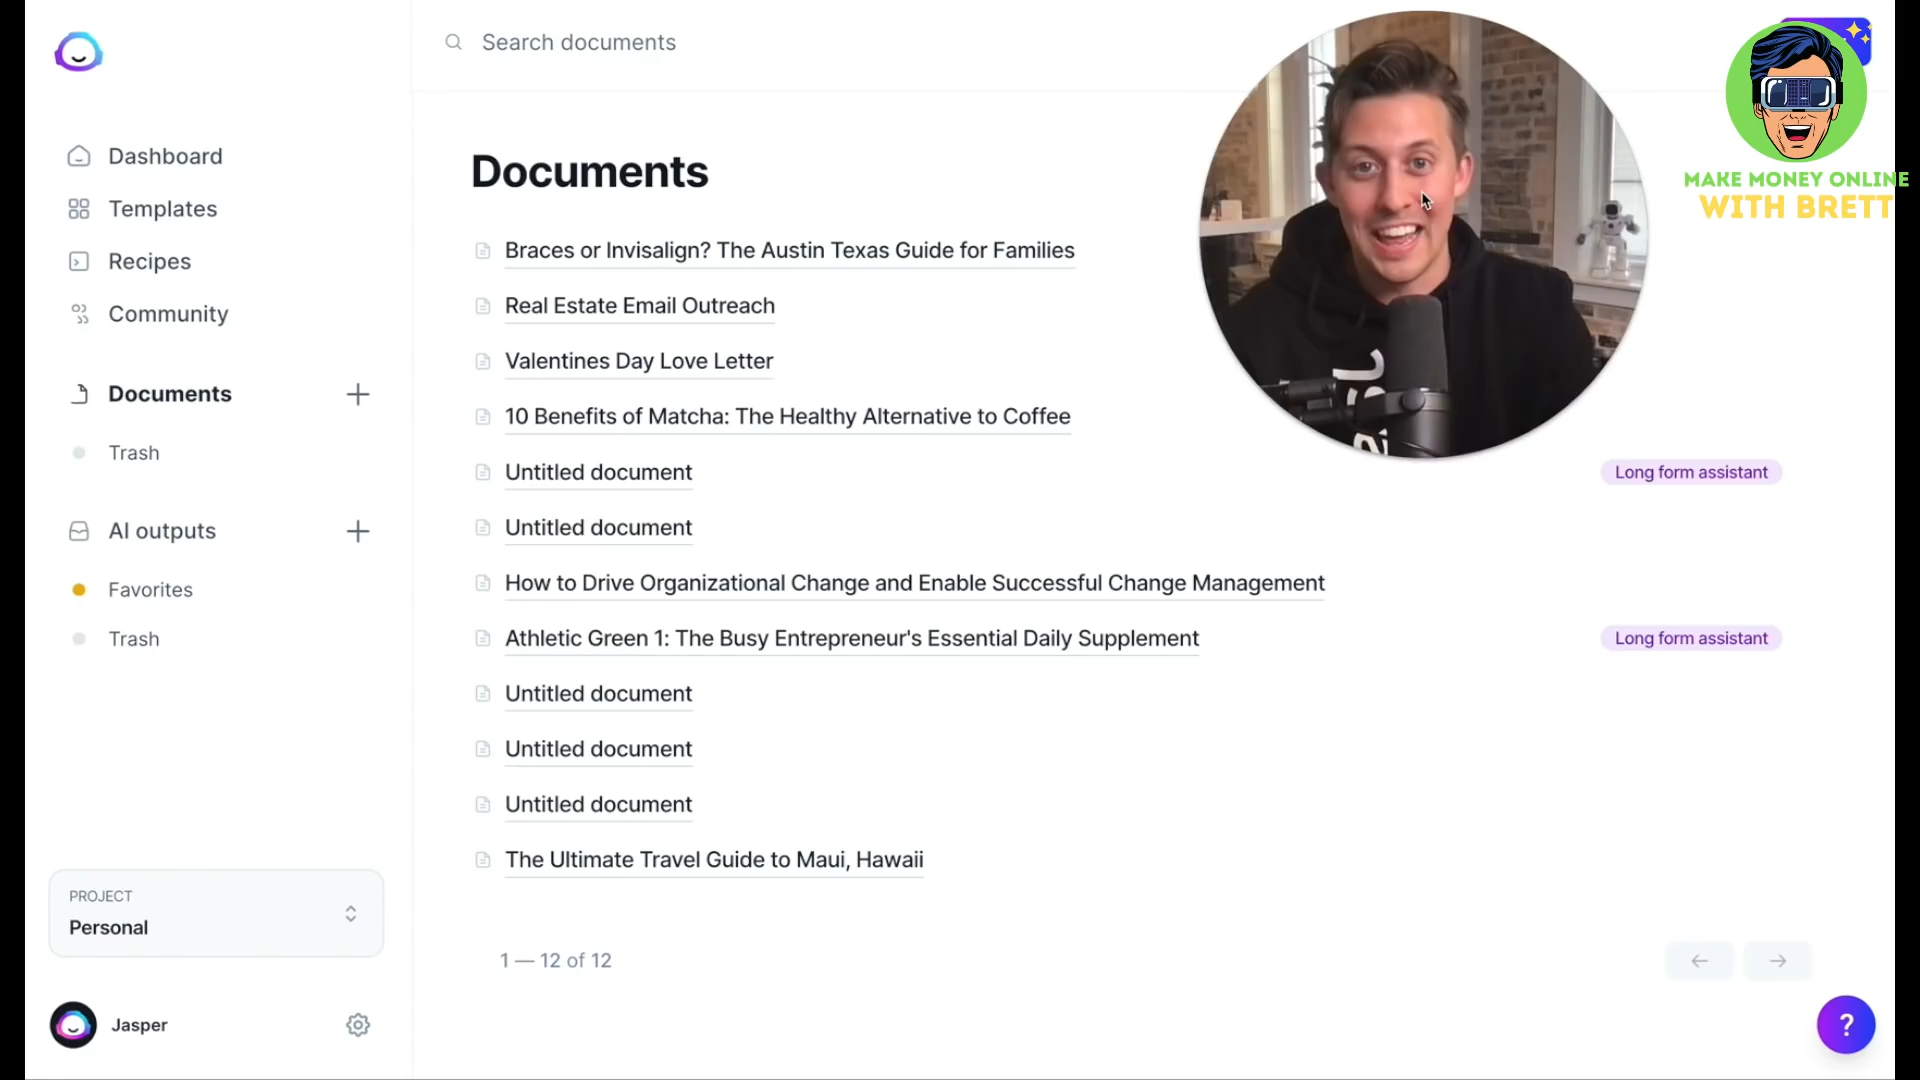 Search documents
MAKE MONEY ONLINE
WITH BRETT
Dashboard
Templates
Recipes
Community
Documents
Trash
AI outputs
Favorites
Trash
PROJECT
Personal
Jasper
Documents
Braces or Invisalign? The Austin Texas Guide for Families
Real Estate Email Outreach
Valentines Day Love Letter
10 Benefits of Matcha: The Healthy Alternative to Coffee
Untitled document
Long form assistant
Untitled document
How to Drive Organizational Change and Enable Successful Change Management
Athletic Green 1: The Busy Entrepreneur's Essential Daily Supplement
Long form assistant
Untitled document
Untitled document
Untitled document
The Ultimate Travel Guide to Maui, Hawaii
1 — 12 of 12
?